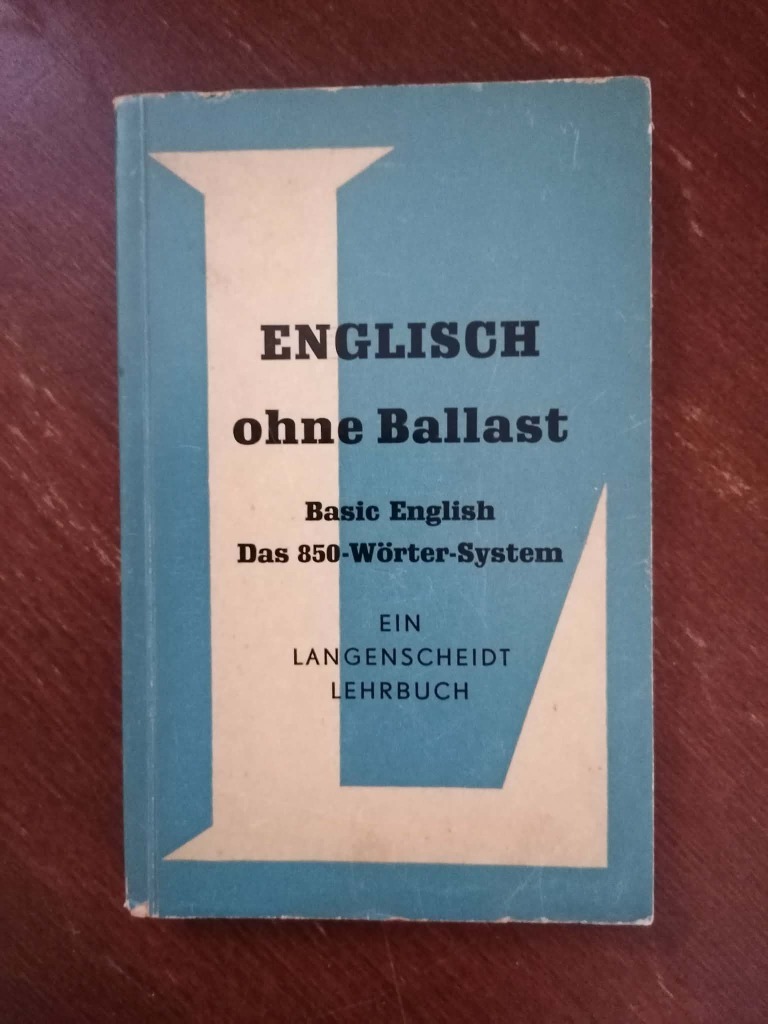 ENGLISCH
ohne Ballast
Basic English
Das 850-Wörter-System
EIN
LANGENSCHEIDT
LEHRBUCH